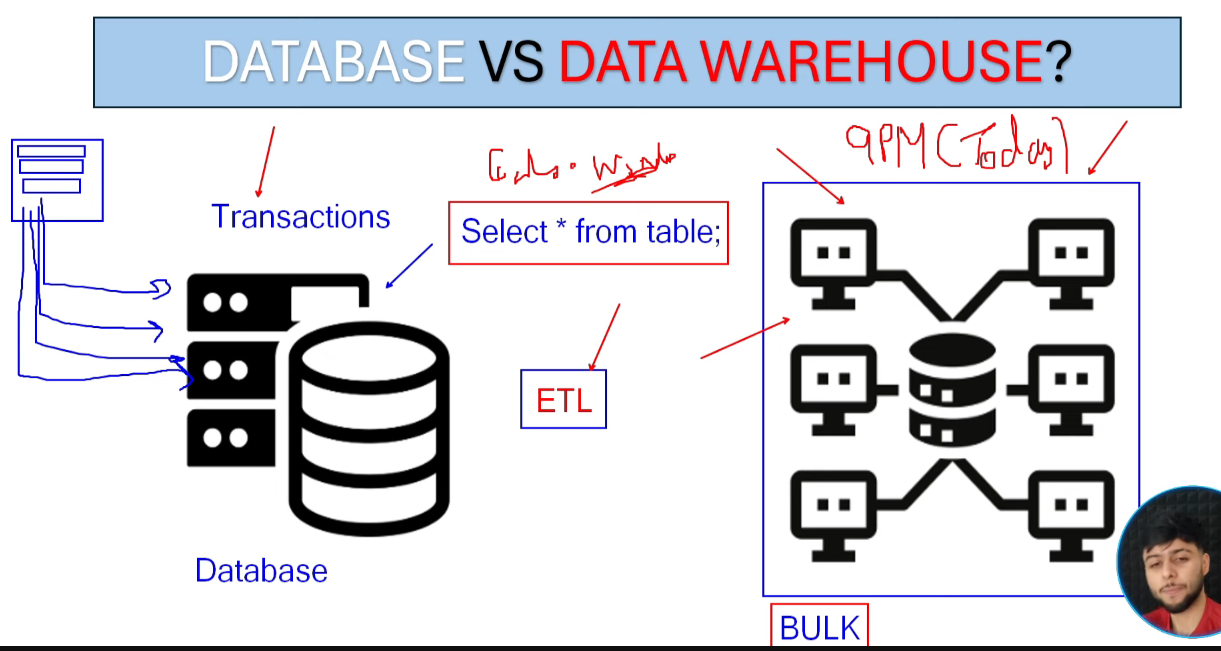 DATABASE VS DATA WAREHOUSE?
9PM (Today)
Transactions
Select * from table;
ETL
Database
BULK